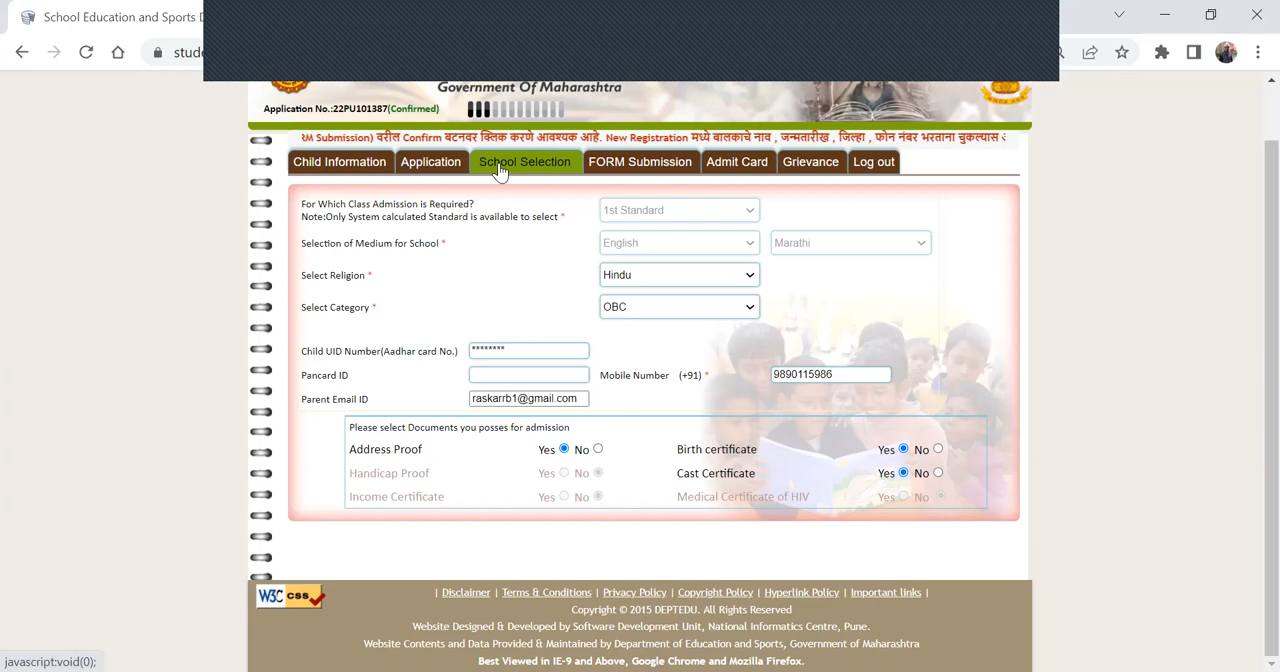 School Education and Sports D
stude
Government Of Maharashtra
Application No.:22PU101387(Confirmed)
RM Submission) वरील Confirm बटनवर क्लिक करणे आवश्यक आहे. New Registration मध्ये बालकाचे नाव , जन्मतारीख , जिल्हा , फोन नंबर भरताना चुकल्यास
Child Information Application School Selection FORM Submission Admit Card Grievance Log out
For Which Class Admission is Required?
Note:Only System calculated Standard is available to select * 1st Standard
Selection of Medium for School * English Marathi
Select Religion * Hindu
Select Category * OBC
Child UID Number(Aadhar card No.) ********
Pancard ID Mobile Number (+91) * 9890115986
Parent Email ID raskarrb1@gmail.com
Please select Documents you posses for admission
Address Proof Yes No Birth certificate Yes No
Handicap Proof Yes No Cast Certificate Yes No
Income Certificate Yes No Medical Certificate of HIV Yes No
W3C css | Disclaimer | Terms & Conditions | Privacy Policy | Copyright Policy | Hyperlink Policy | Important links |
Copyright © 2015 DEPTEDU. All Rights Reserved
Website Designed & Developed by Software Development Unit, National Informatics Centre, Pune.
Website Contents and Data Provided & Maintained by Department of Education and Sports, Government of Maharashtra
javascript:void(0); Best Viewed in IE-9 and Above, Google Chrome and Mozilla Firefox.